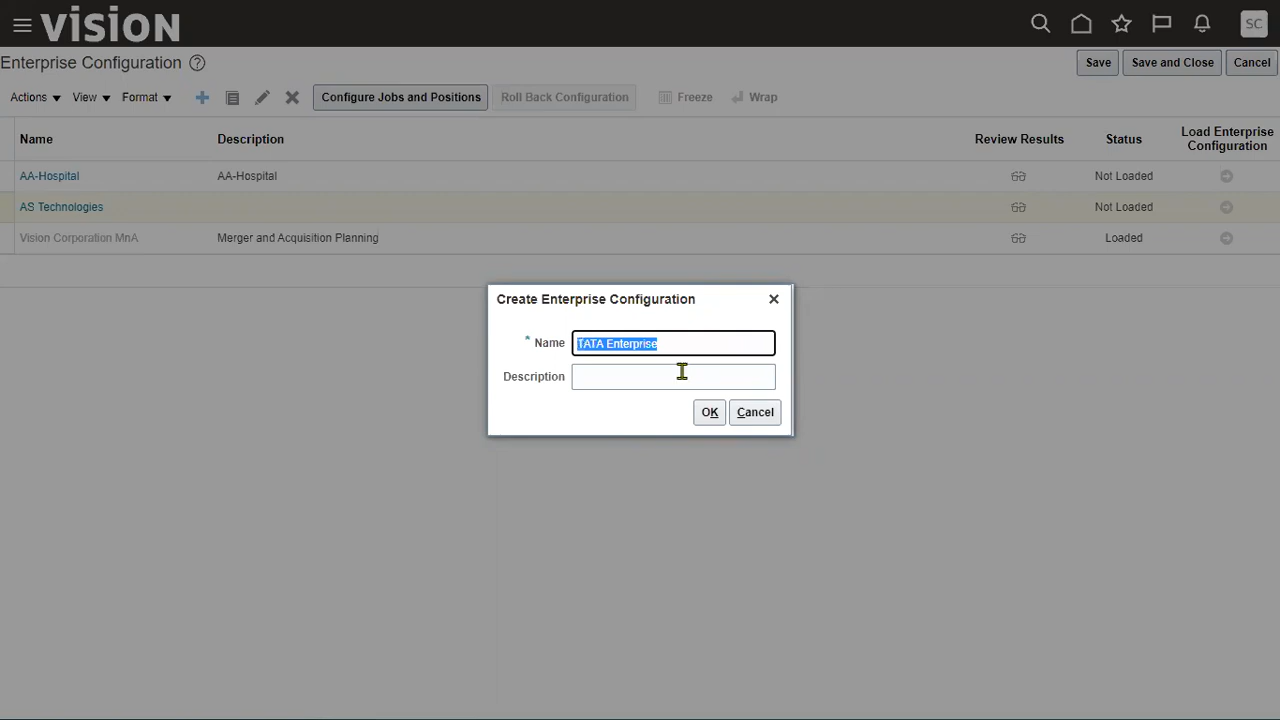 vision
SC
Enterprise Configuration ?
Save Save and Close Cancel
Actions View Format Configure Jobs and Positions Roll Back Configuration Freeze Wrap
Name Description Review Results Status Load Enterprise
Configuration
AA-Hospital AA-Hospital Not Loaded
AS Technologies Not Loaded
Vision Corporation MnA Merger and Acquisition Planning Loaded
Create Enterprise Configuration
* Name TATA Enterprise
Description
OK Cancel